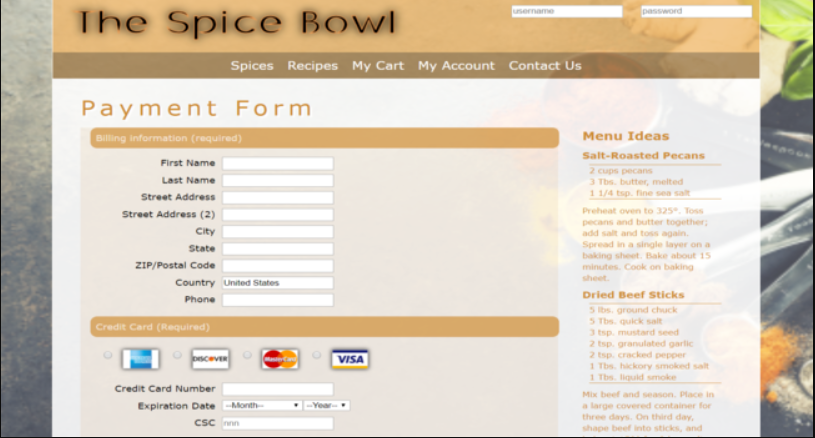 The Spice Bowl
username
password
Spices Recipes My Cart My Account Contact Us
Payment Form
Billing information (required)
First Name
Last Name
Street Address
Street Address (2)
City
State
ZIP/Postal Code
Country United States
Phone
Credit Card (Required)
DISCOVER
MasterCard
VISA
Credit Card Number
Expiration Date --Month-- --Year--
CSC nnn
Menu Ideas
Salt-Roasted Pecans
2 cups pecans
3 Tbs. butter, melted
1 1/4 tsp. fine sea salt
Preheat oven to 325°. Toss
pecans and butter together;
add salt and toss again.
Spread in a single layer on a
baking sheet. Bake about 15
minutes. Cook on baking
sheet.
Dried Beef Sticks
5 lbs. ground chuck
5 Tbs. quick salt
3 tsp. mustard seed
2 tsp. granulated garlic
2 tsp. cracked pepper
1 Tbs. hickory smoked salt
1 Tbs. liquid smoke
Mix beef and season. Place in
a large covered container for
three days. On third day,
shape beef into sticks, and